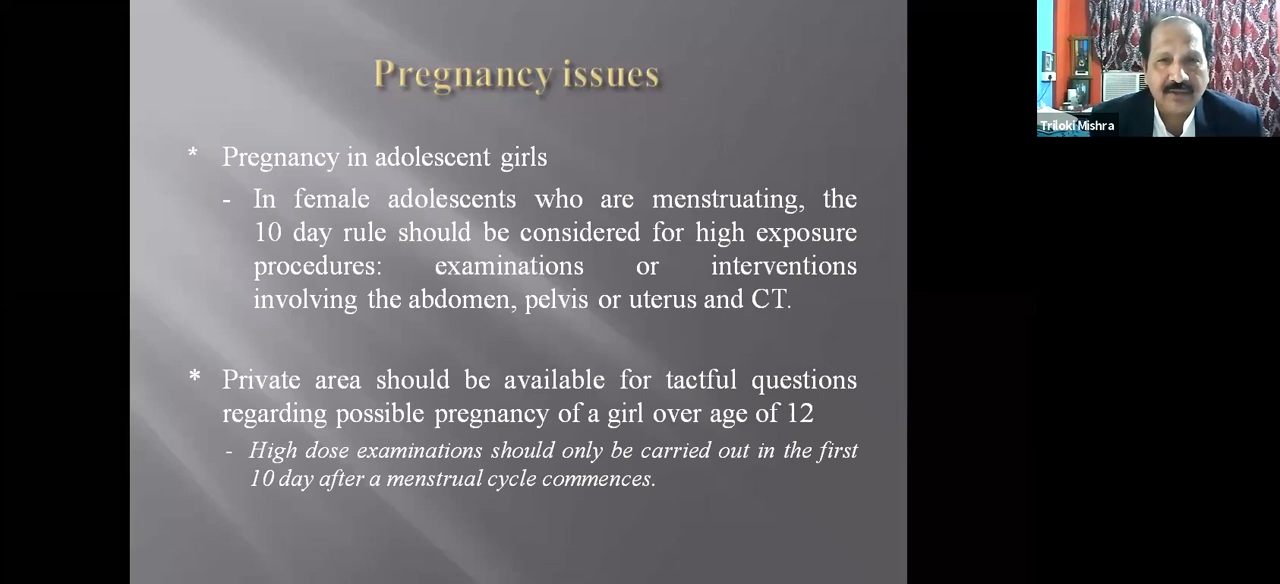 Pregnancy issues
* Pregnancy in adolescent girls
- In female adolescents who are menstruating, the
10 day rule should be considered for high exposure
procedures: examinations or interventions
involving the abdomen, pelvis or uterus and CT.
* Private area should be available for tactful questions
regarding possible pregnancy of a girl over age of 12
- High dose examinations should only be carried out in the first
10 day after a menstrual cycle commences.
Triloki Mishra